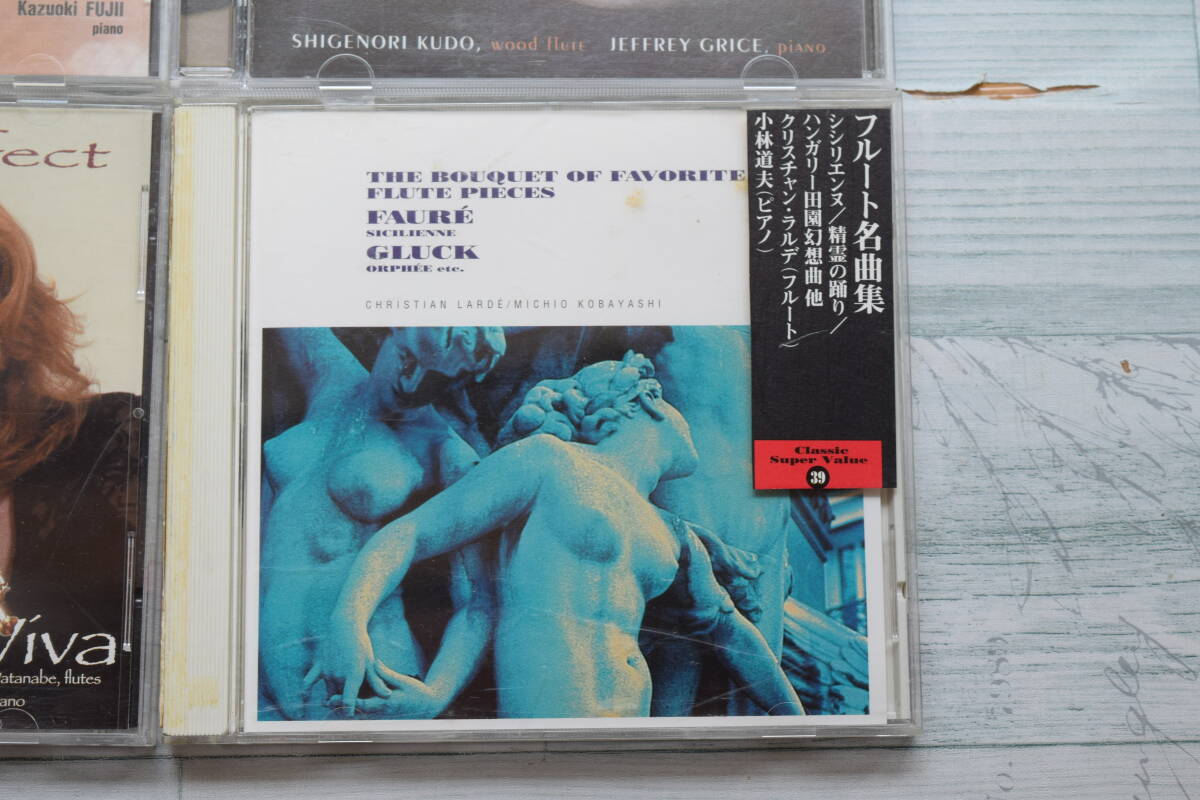 Kazuoki FUJII
piano
SHIGENORI KUDO, wood flute JEFFREY GRICE, piano
fect
Viva
atanabe, flutes
ano
THE BOUQUET OF FAVORITE
FLUTE PIECES
FAURÉ
SICILIENNE
GLUCK
ORPHÉE etc.
CHRISTIAN LARDÉ/MICHIO KOBAYASHI
フルート名曲集
シシリエンヌ/精霊の踊り/
ハンガリー田園幻想曲 他
クリスチャン・ラルデ(フルート)
小林道夫(ピアノ)
Classic
Super Value
39